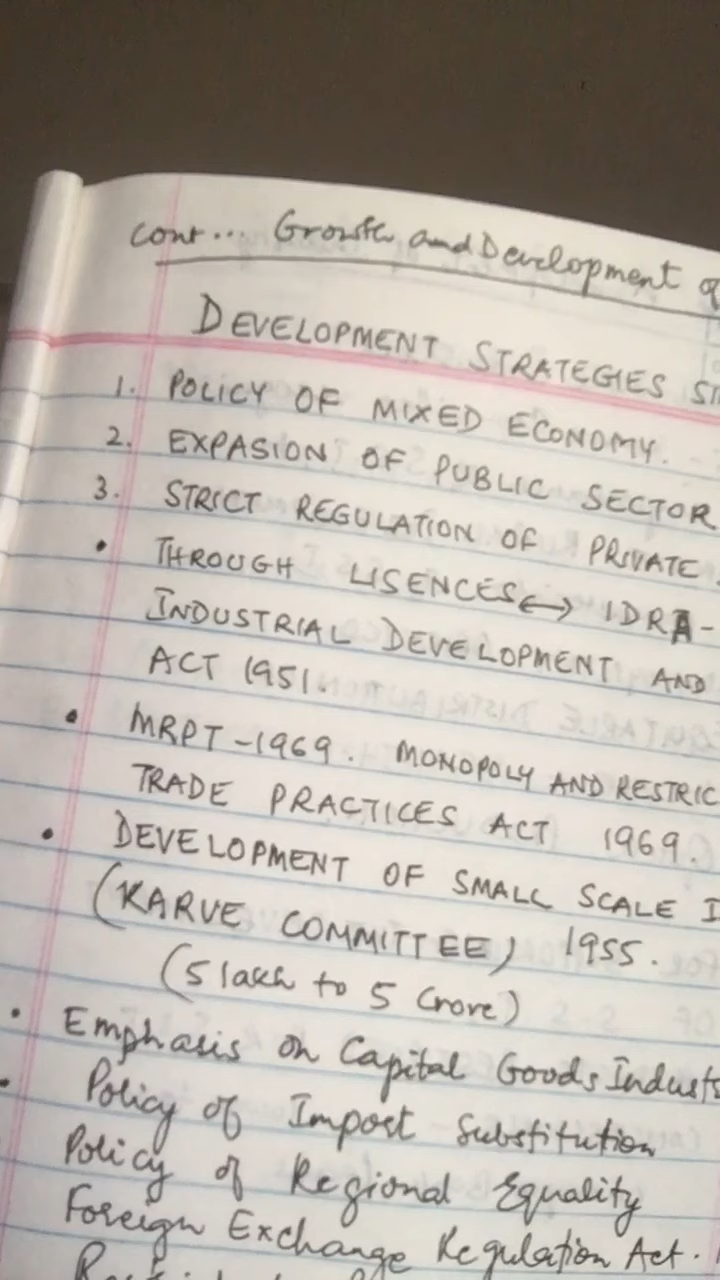 cont... Growth and Development
DEVELOPMENT STRATEGIES
1. POLICY OF MIXED ECONOMY.
2. EXPASION OF PUBLIC SECTOR
3. STRICT REGULATION OF PRIVATE
• THROUGH LISENCES ↔ IDRA-
INDUSTRIAL DEVELOPMENT AND
ACT 1951.
• MRPT-1969. MONOPOLY AND RESTRIC
TRADE PRACTICES ACT 1969.
• DEVELOPMENT OF SMALL SCALE I
(KARVE COMMITTEE) 1955.
(5 lakh to 5 Crore)
• Emphasis on Capital Goods Indust
• Policy of Import Substitution
Policy of Regional Equality
Foreign Exchange Regulation Act.